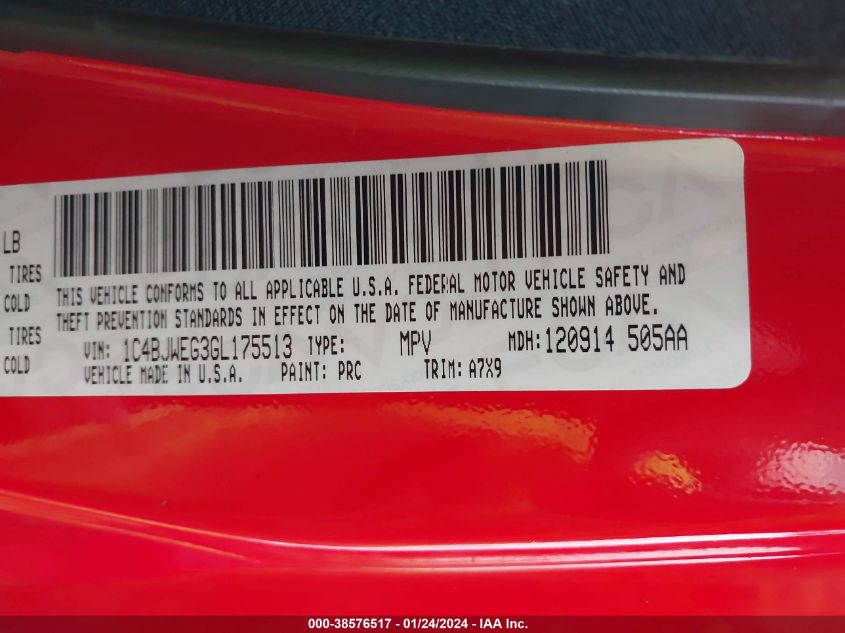 LB
TIRES
COLD
TIRES
COLD
THIS VEHICLE CONFORMS TO ALL APPLICABLE U.S.A. FEDERAL MOTOR VEHICLE SAFETY AND
THEFT PREVENTION STANDARDS IN EFFECT ON THE DATE OF MANUFACTURE SHOWN ABOVE.
VIN: 1C4BJWEG3GL175513 TYPE: MPV MDH:120914 505AA
VEHICLE MADE IN U.S.A. PAINT: PRC TRIM: A7X9
000-38576517 - 01/24/2024 - IAA Inc.